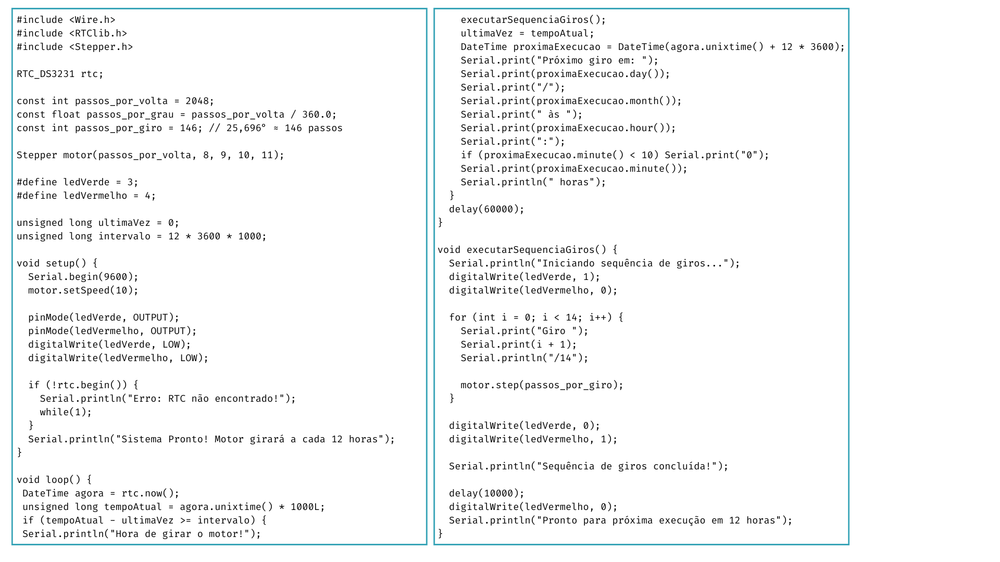 #include <Wire.h>
#include <RTClib.h>
#include <Stepper.h>

RTC_DS3231 rtc;

const int passos_por_volta = 2048;
const float passos_por_grau = passos_por_volta / 360.0;
const int passos_por_giro = 146; // 25,696° ≈ 146 passos

Stepper motor(passos_por_volta, 8, 9, 10, 11);

#define ledVerde = 3;
#define ledVermelho = 4;

unsigned long ultimaVez = 0;
unsigned long intervalo = 12 * 3600 * 1000;

void setup() {
  Serial.begin(9600);
  motor.setSpeed(10);

  pinMode(ledVerde, OUTPUT);
  pinMode(ledVermelho, OUTPUT);
  digitalWrite(ledVerde, LOW);
  digitalWrite(ledVermelho, LOW);

  if (!rtc.begin()) {
    Serial.println("Erro: RTC não encontrado!");
    while(1);
  }
  Serial.println("Sistema Pronto! Motor girará a cada 12 horas");
}

void loop() {
 DateTime agora = rtc.now();
 unsigned long tempoAtual = agora.unixtime() * 1000L;
 if (tempoAtual - ultimaVez >= intervalo) {
 Serial.println("Hora de girar o motor!");
    executarSequenciaGiros();
    ultimaVez = tempoAtual;
    DateTime proximaExecucao = DateTime(agora.unixtime() + 12 * 3600);
    Serial.print("Próximo giro em: ");
    Serial.print(proximaExecucao.day());
    Serial.print("/");
    Serial.print(proximaExecucao.month());
    Serial.print(" às ");
    Serial.print(proximaExecucao.hour());
    Serial.print(":");
    if (proximaExecucao.minute() < 10) Serial.print("0");
    Serial.print(proximaExecucao.minute());
    Serial.println(" horas");
  }
  delay(60000);
}

void executarSequenciaGiros() {
  Serial.println("Iniciando sequência de giros...");
  digitalWrite(ledVerde, 1);
  digitalWrite(ledVermelho, 0);

  for (int i = 0; i < 14; i++) {
    Serial.print("Giro ");
    Serial.print(i + 1);
    Serial.println("/14");

    motor.step(passos_por_giro);
  }

  digitalWrite(ledVerde, 0);
  digitalWrite(ledVermelho, 1);

  Serial.println("Sequência de giros concluída!");

  delay(10000);
  digitalWrite(ledVermelho, 0);
  Serial.println("Pronto para próxima execução em 12 horas");
}